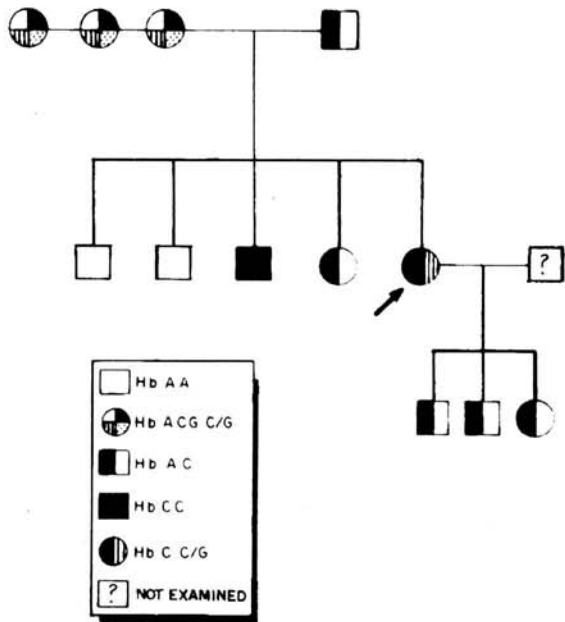 ?
Hb AA
Hb ACG C/G
Hb AC
Hb CC
Hb C C/G
? NOT EXAMINED